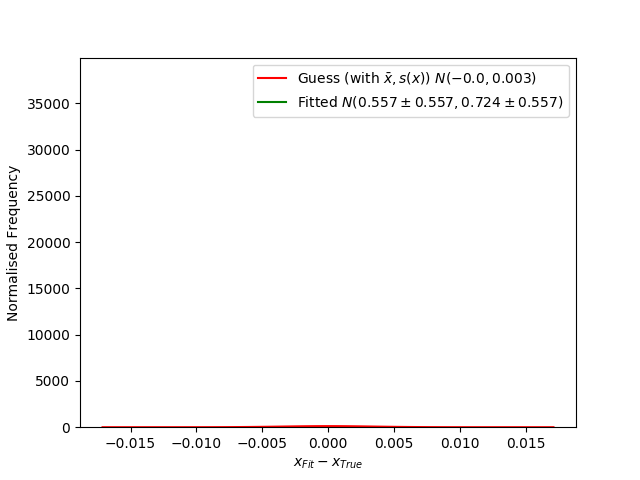 Guess (with x̄, s(x)) N(−0.0, 0.003)
Fitted N(0.557 ± 0.557, 0.724 ± 0.557)
Normalised Frequency
35000
30000
25000
20000
15000
10000
5000
0
−0.015 −0.010 −0.005 0.000 0.005 0.010 0.015
x_Fit − x_True